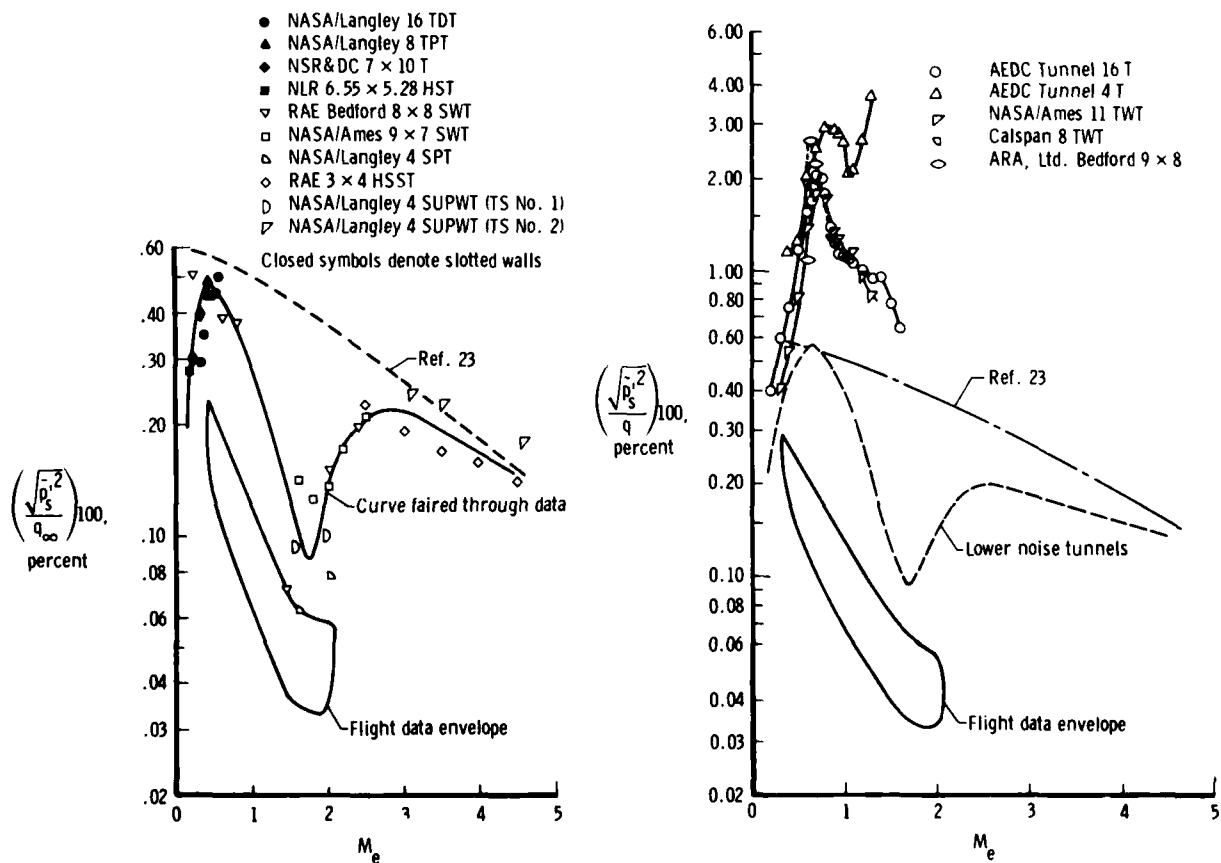 NASA/Langley 16 TDT
NASA/Langley 8 TPT
NSR&DC 7 × 10 T
NLR 6.55 × 5.28 HST
RAE Bedford 8 × 8 SWT
NASA/Ames 9 × 7 SWT
NASA/Langley 4 SPT
RAE 3 × 4 HSST
NASA/Langley 4 SUPWT (TS No. 1)
NASA/Langley 4 SUPWT (TS No. 2)
Closed symbols denote slotted walls
.60
.40
.30
.20
.10
.08
.06
.04
.03
.02
(√p̃s'² / q∞)100,
percent
Ref. 23
Curve faired through data
Flight data envelope
0 1 2 3 4 5
Me
AEDC Tunnel 16 T
AEDC Tunnel 4 T
NASA/Ames 11 TWT
Calspan 8 TWT
ARA, Ltd. Bedford 9 × 8
6.00
4.00
3.00
2.00
1.00
0.80
0.60
0.40
0.30
0.20
0.10
0.08
0.06
0.04
0.03
0.02
(√p̃s'² / q)100,
percent
Ref. 23
Lower noise tunnels
Flight data envelope
0 1 2 3 4 5
Me